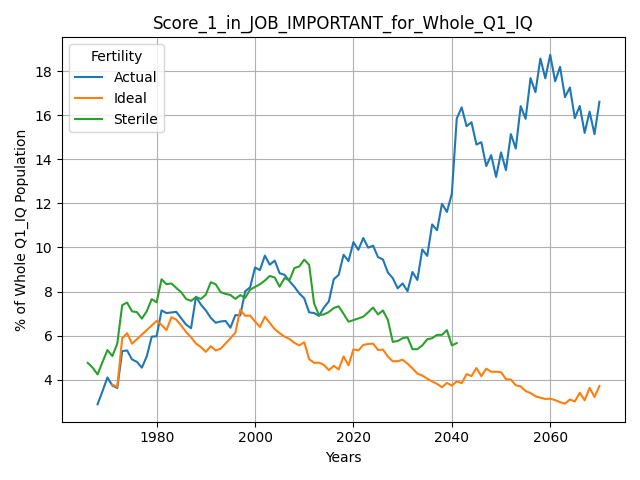 Score_1_in_JOB_IMPORTANT_for_Whole_Q1_IQ
Fertility
Actual
Ideal
Sterile
% of Whole Q1_IQ Population
18
16
14
12
10
8
6
4
1980
2000
2020
2040
2060
Years